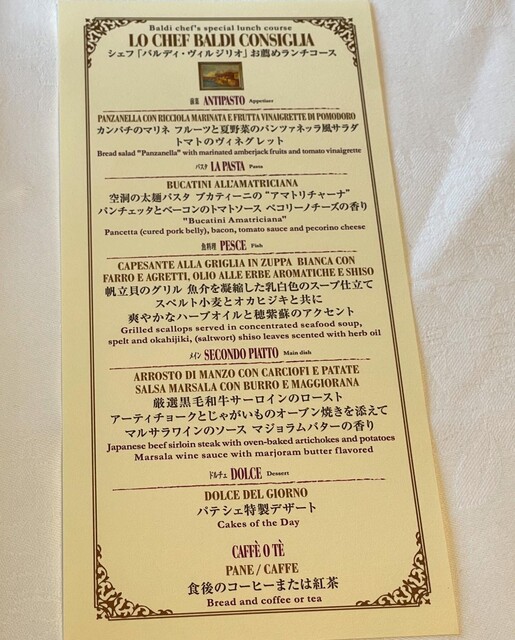 Baldi chef's special lunch course
LO CHEF BALDI CONSIGLIA
シェフ「バルディ・ヴィルジリオ」お薦めランチコース
前菜 ANTIPASTO Appetizer
PANZANELLA CON RICCIOLA MARINATA E FRUTTA VINAIGRETTE DI POMODORO
カンパチのマリネ フルーツと夏野菜のパンツァネッラ風サラダ
トマトのヴィネグレット
Bread salad "Panzanella" with marinated amberjack fruits and tomato vinaigrette
パスタ LA PASTA Pasta
BUCATINI ALL'AMATRICIANA
空洞の太麺パスタ ブカティーニの“アマトリチャーナ”
パンチェッタとベーコンのトマトソース ペコリーノチーズの香り
"Bucatini Amatriciana"
Pancetta (cured pork belly), bacon, tomato sauce and pecorino cheese
魚料理 PESCE Fish
CAPESANTE ALLA GRIGLIA IN ZUPPA BIANCA CON
FARRO E AGRETTI, OLIO ALLE ERBE AROMATICHE E SHISO
帆立貝のグリル 魚介を凝縮した乳白色のスープ仕立て
スペルト小麦とオカヒジキと共に
爽やかなハーブオイルと穂紫蘇のアクセント
Grilled scallops served in concentrated seafood soup,
spelt and okahijiki, (saltwort) shiso leaves scented with herb oil
メイン SECONDO PIATTO Main dish
ARROSTO DI MANZO CON CARCIOFI E PATATE
SALSA MARSALA CON BURRO E MAGGIORANA
厳選黒毛和牛サーロインのロースト
アーティチョークとじゃがいものオーブン焼きを添えて
マルサラワインのソース マジョラムバターの香り
Japanese beef sirloin steak with oven-baked artichokes and potatoes
Marsala wine sauce with marjoram butter flavored
ドルチェ DOLCE Dessert
DOLCE DEL GIORNO
パテシェ特製デザート
Cakes of the Day
CAFFÈ O TÈ
PANE / CAFFE
食後のコーヒーまたは紅茶
Bread and coffee or tea